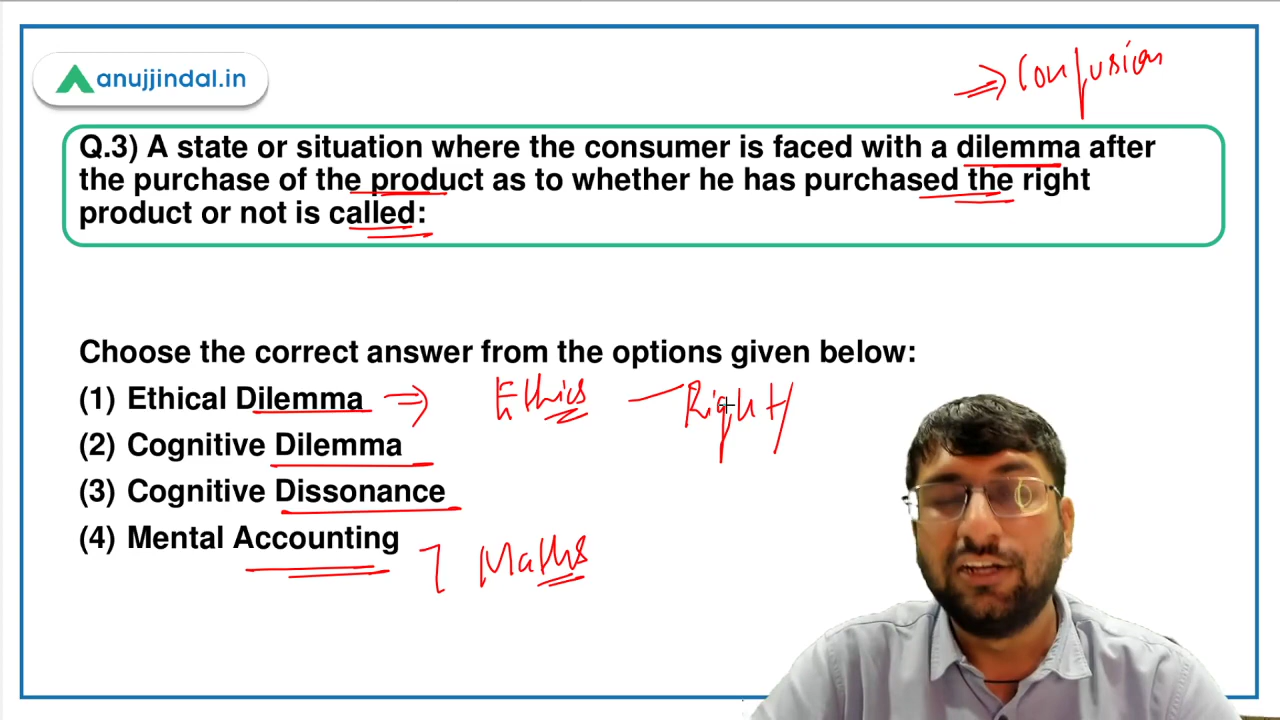 anujjindal.in
⇒ Confusion
Q.3) A state or situation where the consumer is faced with a dilemma after
the purchase of the product as to whether he has purchased the right
product or not is called:
Choose the correct answer from the options given below:
(1) Ethical Dilemma ⇒ Ethics — Right/
(2) Cognitive Dilemma
(3) Cognitive Dissonance
(4) Mental Accounting
Maths